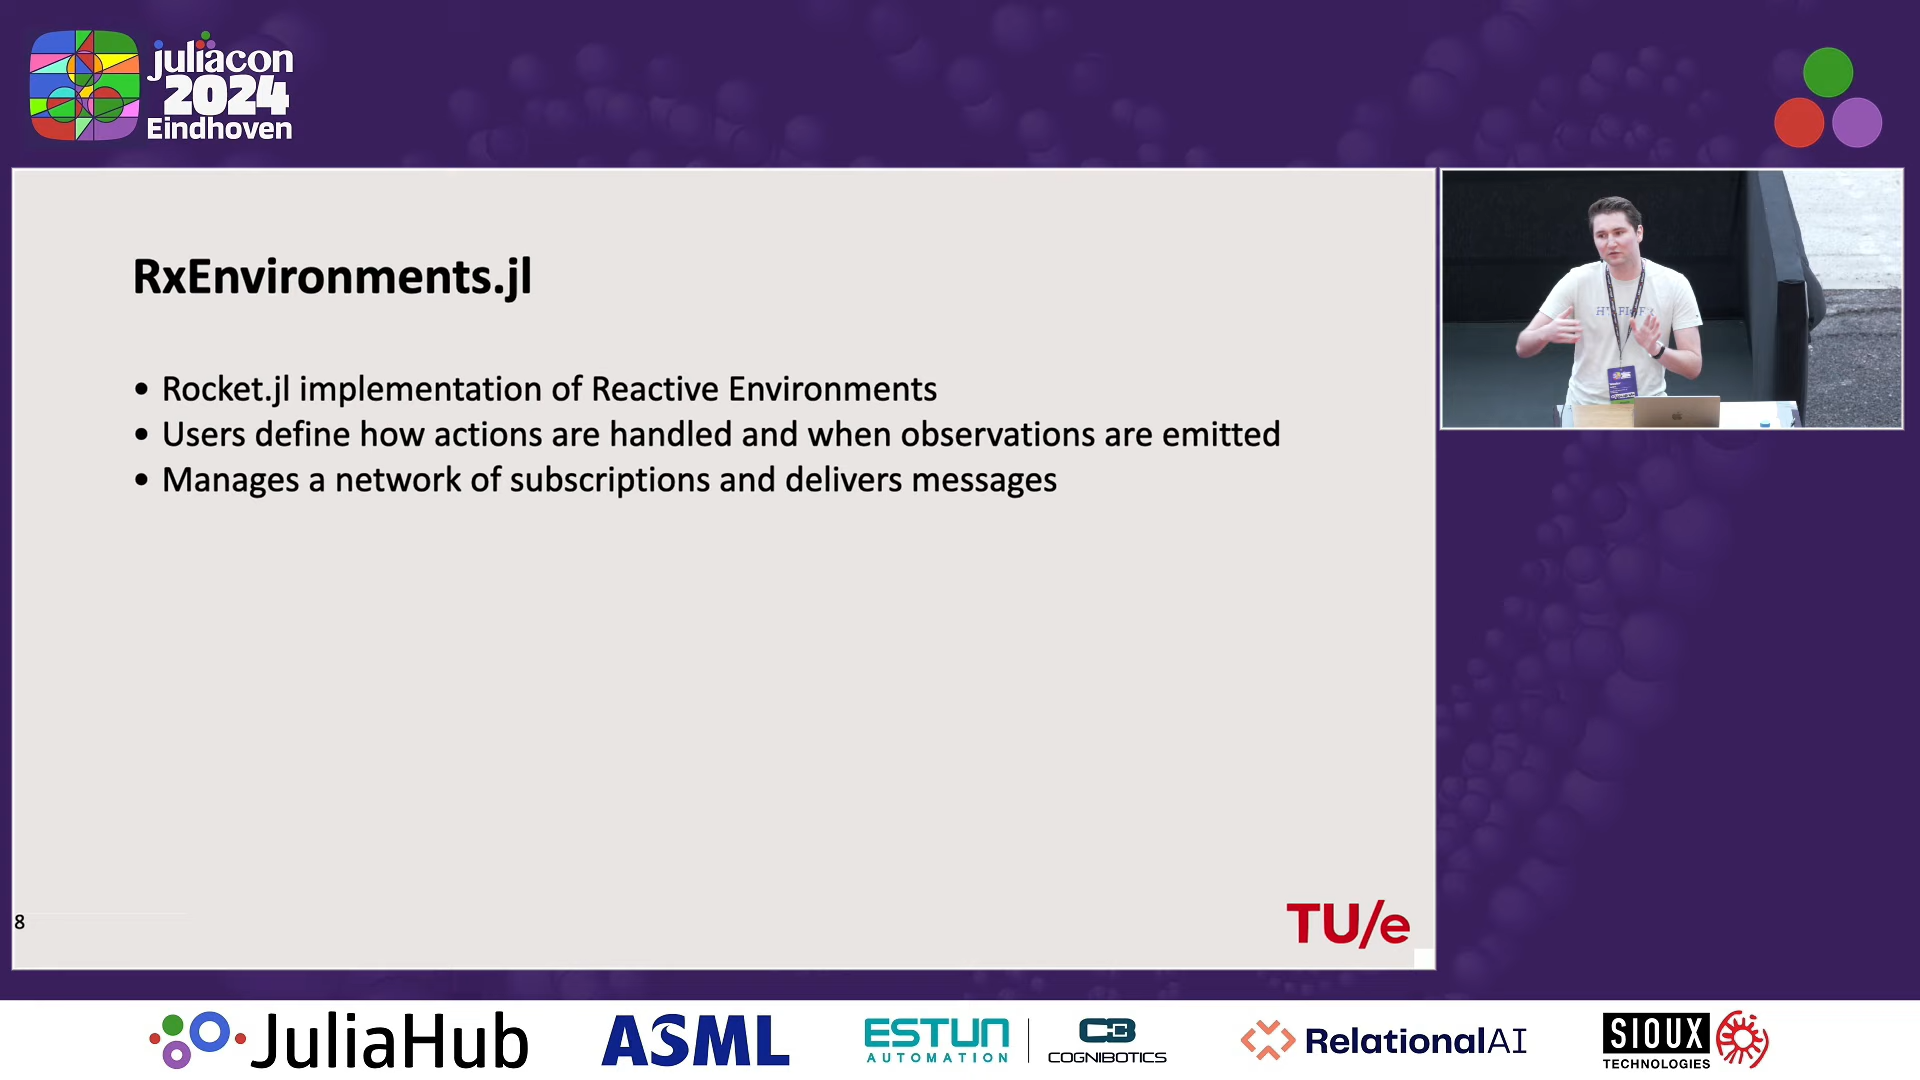 juliacon
2024
Eindhoven
RxEnvironments.jl
• Rocket.jl implementation of Reactive Environments
• Users define how actions are handled and when observations are emitted
• Manages a network of subscriptions and delivers messages
8
TU/e
JuliaHub
ASML
ESTUN
AUTOMATION
COGNIBOTICS
RelationalAI
SIOUX
TECHNOLOGIES